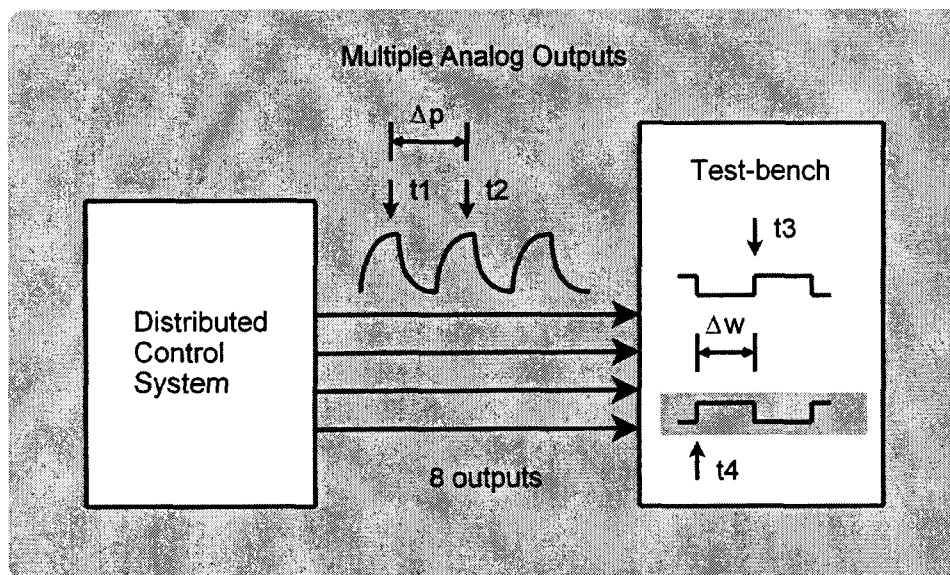 Multiple Analog Outputs
Δp
t1
t2
Test-bench
t3
Distributed
Control
System
Δw
8 outputs
t4